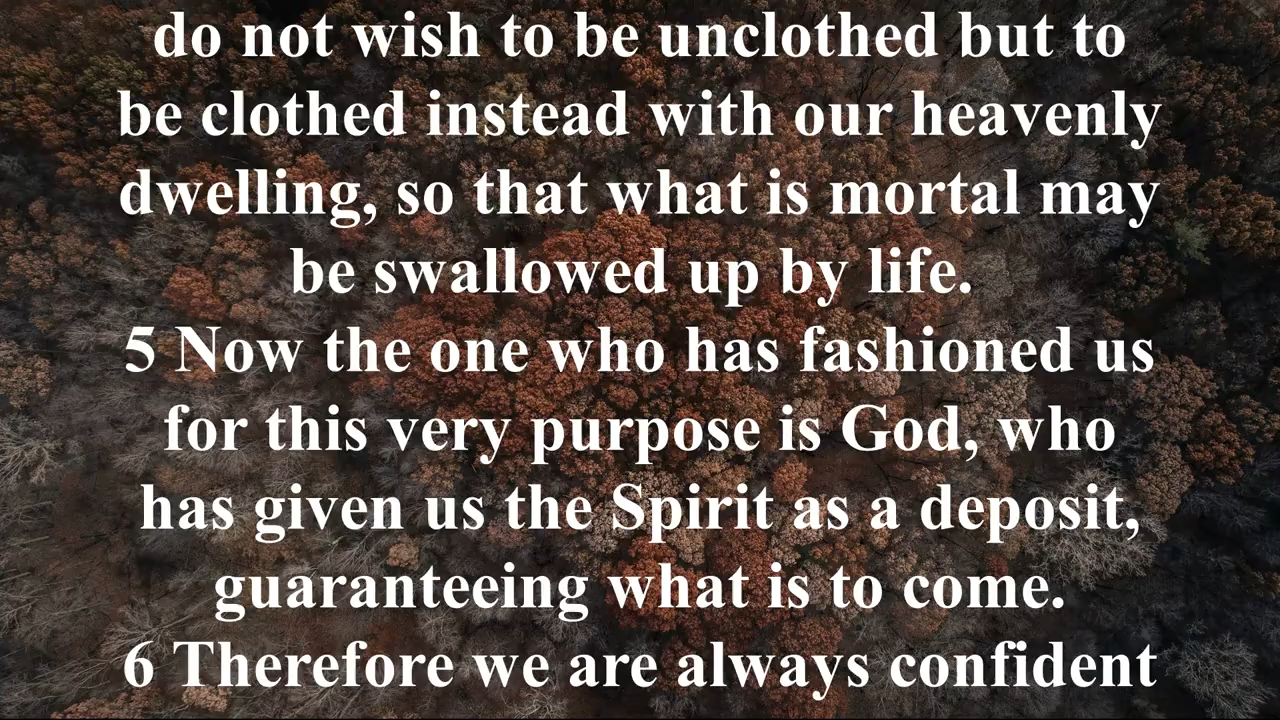 do not wish to be unclothed but to
be clothed instead with our heavenly
dwelling, so that what is mortal may
be swallowed up by life.
5 Now the one who has fashioned us
for this very purpose is God, who
has given us the Spirit as a deposit,
guaranteeing what is to come.
6 Therefore we are always confident